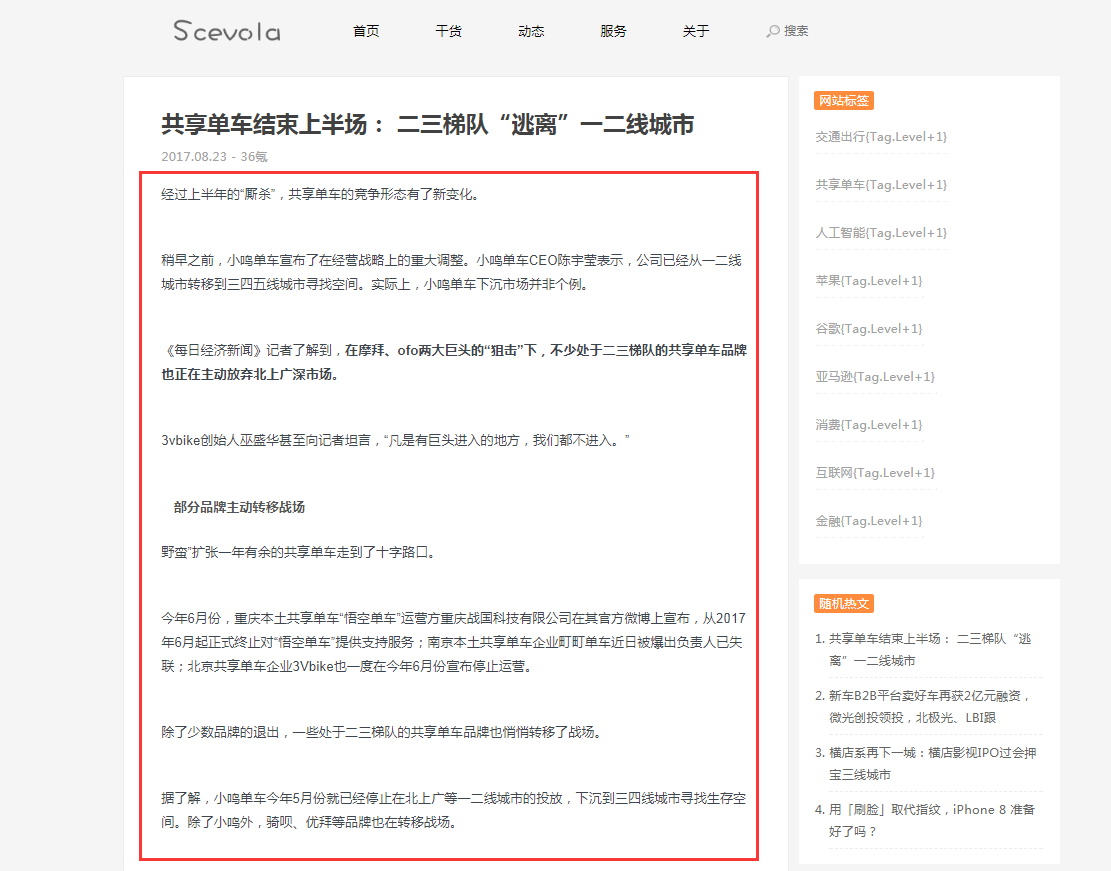 Scevola
首页
干货
动态
服务
关于
搜索
共享单车结束上半场： 二三梯队“逃离”一二线城市
2017.08.23 - 36氪
经过上半年的“厮杀”，共享单车的竞争形态有了新变化。
稍早之前，小鸣单车宣布了在经营战略上的重大调整。小鸣单车CEO陈宇莹表示，公司已经从一二线
城市转移到三四五线城市寻找空间。实际上，小鸣单车下沉市场并非个例。
《每日经济新闻》记者了解到，在摩拜、ofo两大巨头的“狙击”下，不少处于二三梯队的共享单车品牌
也正在主动放弃北上广深市场。
3vbike创始人巫盛华甚至向记者坦言，“凡是有巨头进入的地方，我们都不进入。”
部分品牌主动转移战场
野蛮”扩张一年有余的共享单车走到了十字路口。
今年6月份，重庆本土共享单车“悟空单车”运营方重庆战国科技有限公司在其官方微博上宣布，从2017
年6月起正式终止对“悟空单车”提供支持服务；南京本土共享单车企业町町单车近日被爆出负责人已失
联；北京共享单车企业3Vbike也一度在今年6月份宣布停止运营。
除了少数品牌的退出，一些处于二三梯队的共享单车品牌也悄悄转移了战场。
据了解，小鸣单车今年5月份就已经停止在北上广等一二线城市的投放，下沉到三四线城市寻找生存空
间。除了小鸣外，骑呗、优拜等品牌也在转移战场。
网站标签
交通出行{Tag.Level+1}
共享单车{Tag.Level+1}
人工智能{Tag.Level+1}
苹果{Tag.Level+1}
谷歌{Tag.Level+1}
亚马逊{Tag.Level+1}
消费{Tag.Level+1}
互联网{Tag.Level+1}
金融{Tag.Level+1}
随机热文
1. 共享单车结束上半场： 二三梯队“逃
离”一二线城市
2. 新车B2B平台卖好车再获2亿元融资，
微光创投领投，北极光、LBI跟
3. 横店系再下一城：横店影视IPO过会押
宝三线城市
4. 用「刷脸」取代指纹，iPhone 8 准备
好了吗？